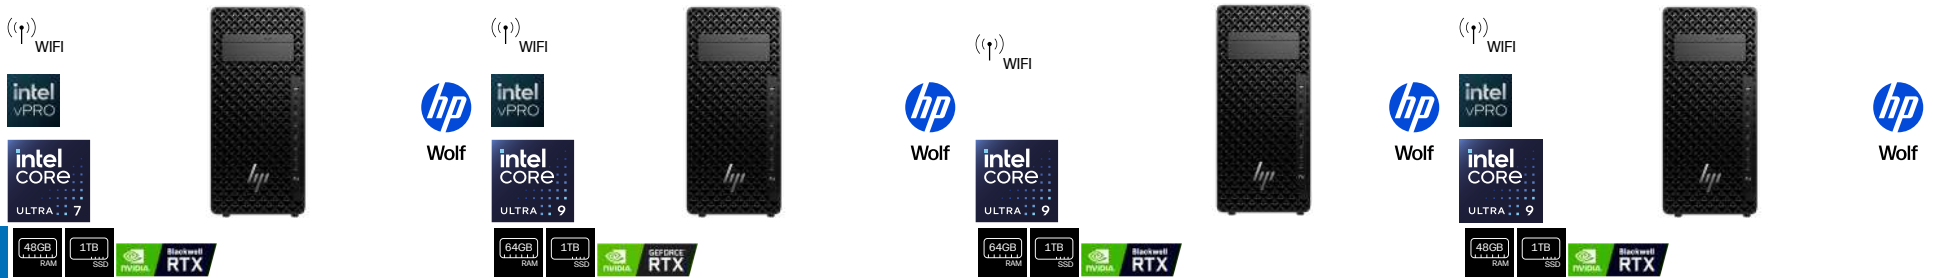 WIFI
intel
vPRO
hp
Wolf
intel
CORE
ULTRA 7
48GB
RAM
1TB
SSD
NVIDIA
Blackwell
RTX
WIFI
intel
vPRO
hp
Wolf
intel
CORE
ULTRA 9
64GB
RAM
1TB
SSD
NVIDIA
GEFORCE
RTX
WIFI
hp
Wolf
intel
CORE
ULTRA 9
64GB
RAM
1TB
SSD
NVIDIA
Blackwell
RTX
WIFI
intel
vPRO
hp
Wolf
intel
CORE
ULTRA 9
48GB
RAM
1TB
SSD
NVIDIA
Blackwell
RTX